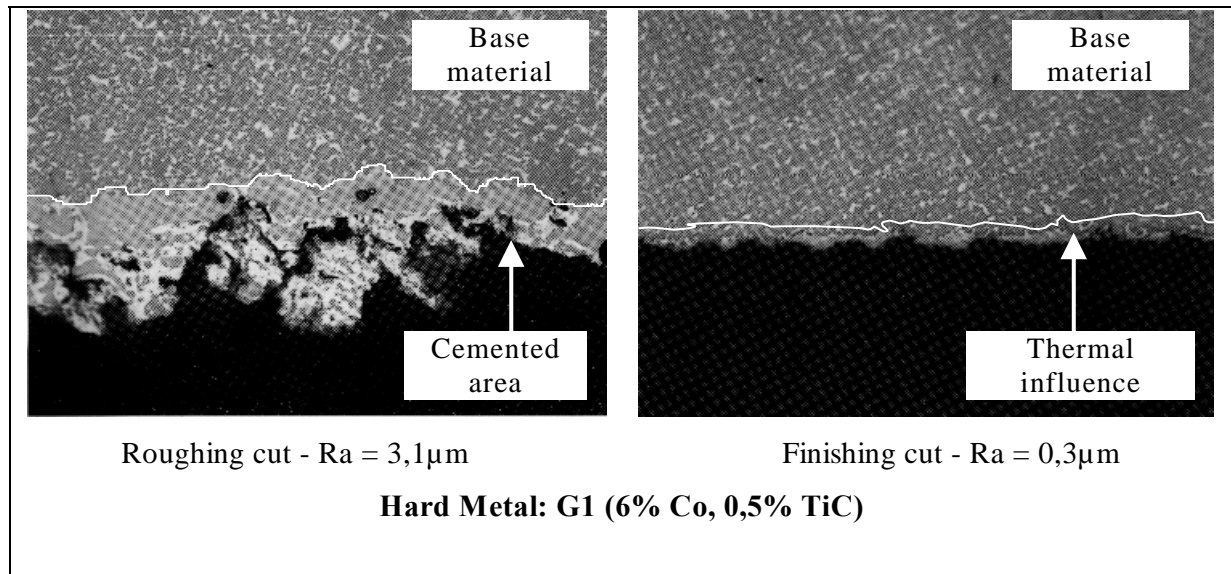 Base
material
Base
material
Cemented
area
Thermal
influence
Roughing cut - Ra = 3,1µm
Finishing cut - Ra = 0,3µm
Hard Metal: G1 (6% Co, 0,5% TiC)